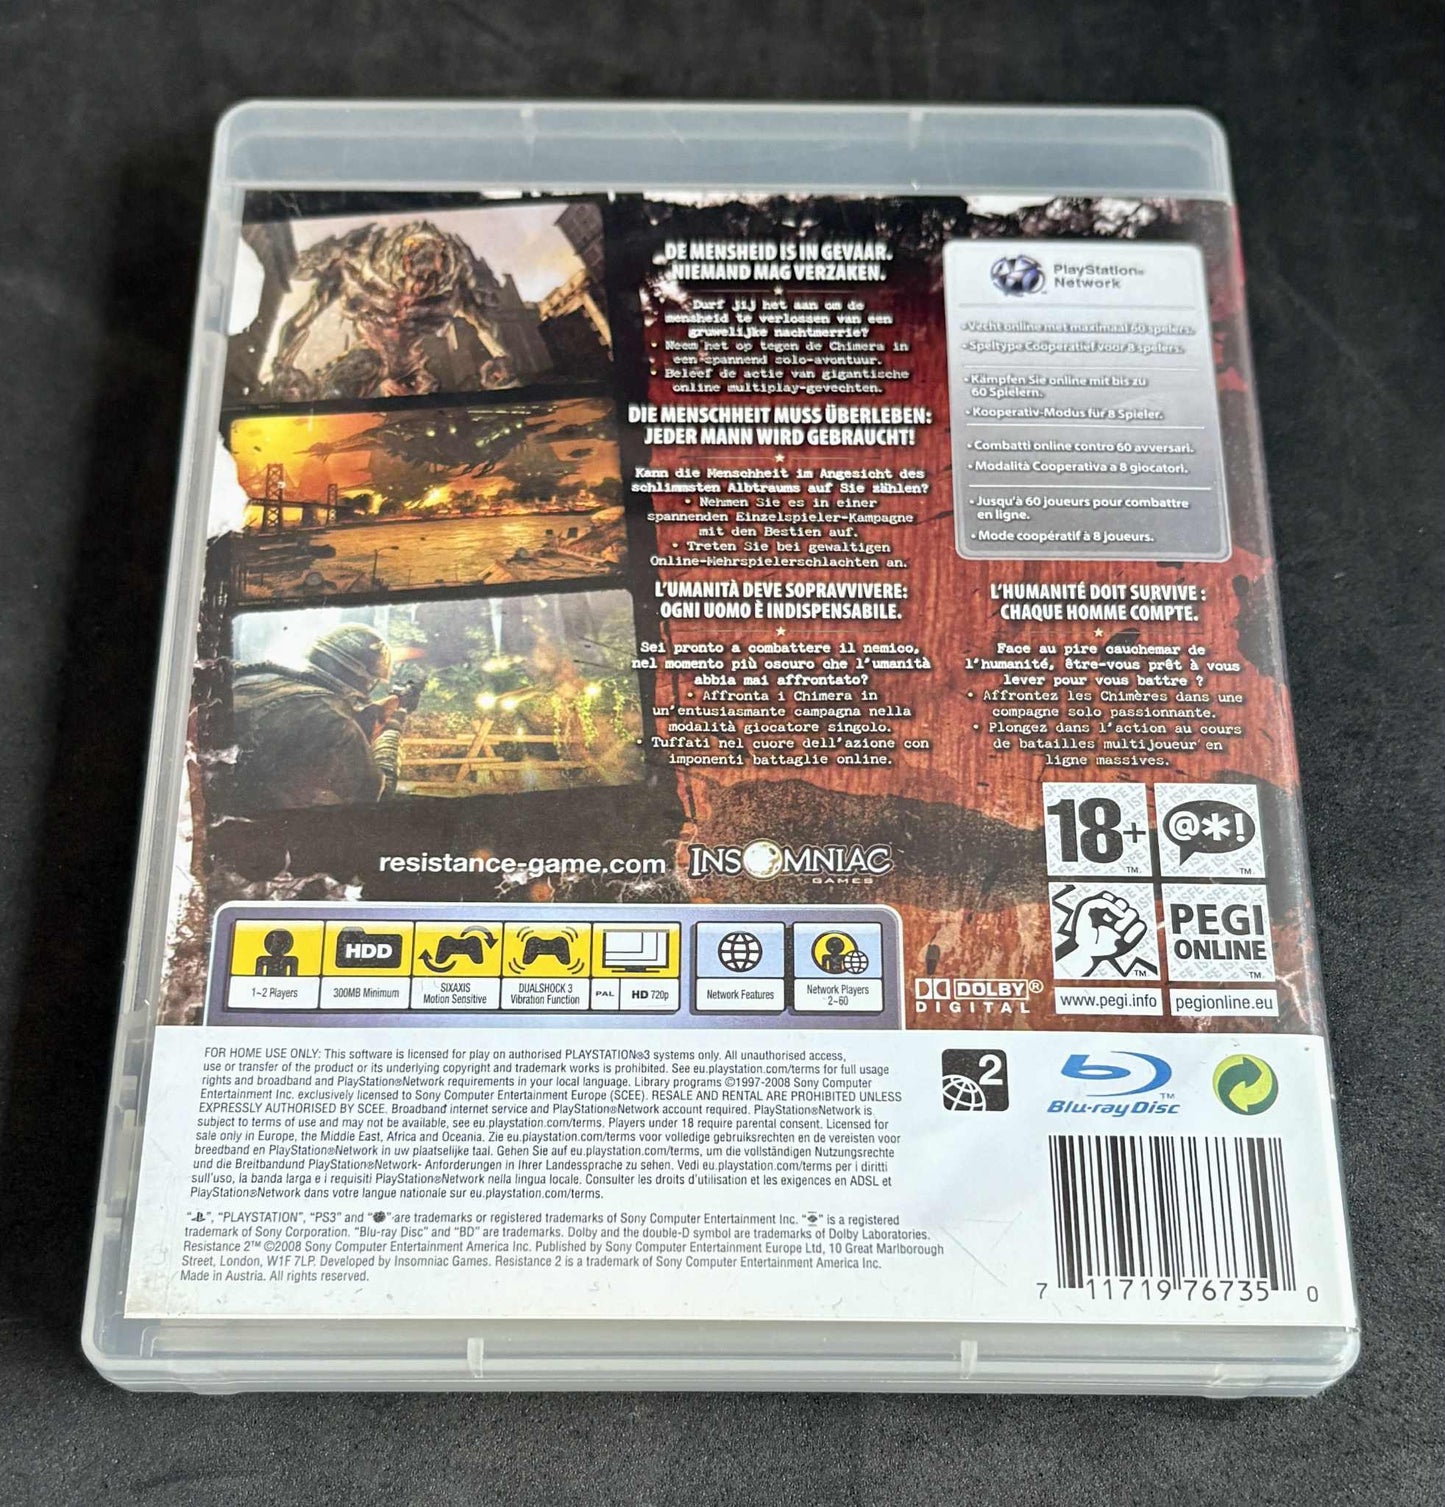 DE MENSHEID IS IN GEVAAR.
NIEMAND MAG VERZAKEN.
Durf jij het aan om de
mensheid te verlossen van een
gruwelijke nachtmerrie?
• Neem het op tegen de Chimera in
een spannend solo-avontuur.
• Beleef de actie van gigantische
online multiplay-gevechten.
DIE MENSCHHEIT MUSS ÜBERLEBEN:
JEDER MANN WIRD GEBRAUCHT!
Kann die Menschheit im Angesicht des
schlimmsten Albtraums auf Sie zählen?
• Nehmen Sie es in einer
spannenden Einzelspieler-Kampagne
mit den Bestien auf.
• Treten Sie bei gewaltigen
Online-Mehrspielerschlachten an.
L'UMANITÀ DEVE SOPRAVVIVERE:
OGNI UOMO È INDISPENSABILE.
Sei pronto a combattere il nemico,
nel momento più oscuro che l'umanità
abbia mai affrontato?
• Affronta i Chimera in
un'entusiasmante campagna nella
modalità giocatore singolo.
• Tuffati nel cuore dell'azione con
imponenti battaglie online.
PlayStation®
Network
• Vecht online met maximaal 60 spelers.
• Speltype Coöperatief voor 8 spelers.
• Kämpfen Sie online mit bis zu
60 Spielern.
• Kooperativ-Modus für 8 Spieler.
• Combatti online contro 60 avversari.
• Modalità Cooperativa a 8 giocatori.
• Jusqu'à 60 joueurs pour combattre
en ligne.
• Mode coopératif à 8 joueurs.
L'HUMANITÉ DOIT SURVIVE :
CHAQUE HOMME COMPTE.
Face au pire cauchemar de
l'humanité, être-vous prêt à vous
lever pour vous battre ?
• Affrontez les Chimères dans une
compagne solo passionnante.
• Plongez dans l'action au cours
de batailles multijoueur en
ligne massives.
resistance-game.com
INSOMNIAC
GAMES
18+
TM
@*!
TM
TM
PEGI
ONLINE
TM
www.pegi.info
pegionline.eu
1-2 Players
HDD
300MB Minimum
SIXAXIS
Motion Sensitive
DUALSHOCK 3
Vibration Function
PAL
HD 720p
Network Features
Network Players
2-60
DOLBY®
DIGITAL
FOR HOME USE ONLY: This software is licensed for play on authorised PLAYSTATION®3 systems only. All unauthorised access,
use or transfer of the product or its underlying copyright and trademark works is prohibited. See eu.playstation.com/terms for full usage
rights and broadband and PlayStation®Network requirements in your local language. Library programs ©1997-2008 Sony Computer
Entertainment Inc. exclusively licensed to Sony Computer Entertainment Europe (SCEE). RESALE AND RENTAL ARE PROHIBITED UNLESS
EXPRESSLY AUTHORISED BY SCEE. Broadband internet service and PlayStation®Network account required. PlayStation®Network is
subject to terms of use and may not be available, see eu.playstation.com/terms. Players under 18 require parental consent. Licensed for
sale only in Europe, the Middle East, Africa and Oceania. Zie eu.playstation.com/terms voor volledige gebruiksrechten en de vereisten voor
breedband en PlayStation®Network in uw plaatselijke taal. Gehen Sie auf eu.playstation.com/terms, um die vollständigen Nutzungsrechte
und die Breitbandund PlayStation®Network- Anforderungen in Ihrer Landessprache zu sehen. Vedi eu.playstation.com/terms per i diritti
sull'uso, la banda larga e i requisiti PlayStation®Network nella lingua locale. Consulter les droits d'utilisation et les exigences en ADSL et
PlayStation®Network dans votre langue nationale sur eu.playstation.com/terms.
“ ”, “PLAYSTATION”, “PS3” and “ ” are trademarks or registered trademarks of Sony Computer Entertainment Inc. “ ” is a registered
trademark of Sony Corporation. “Blu-ray Disc” and “BD” are trademarks. Dolby and the double-D symbol are trademarks of Dolby Laboratories.
Resistance 2™ ©2008 Sony Computer Entertainment America Inc. Published by Sony Computer Entertainment Europe Ltd, 10 Great Marlborough
Street, London, W1F 7LP. Developed by Insomniac Games. Resistance 2 is a trademark of Sony Computer Entertainment America Inc.
Made in Austria. All rights reserved.
2
Blu-ray Disc
TM
7 11719 76735 0